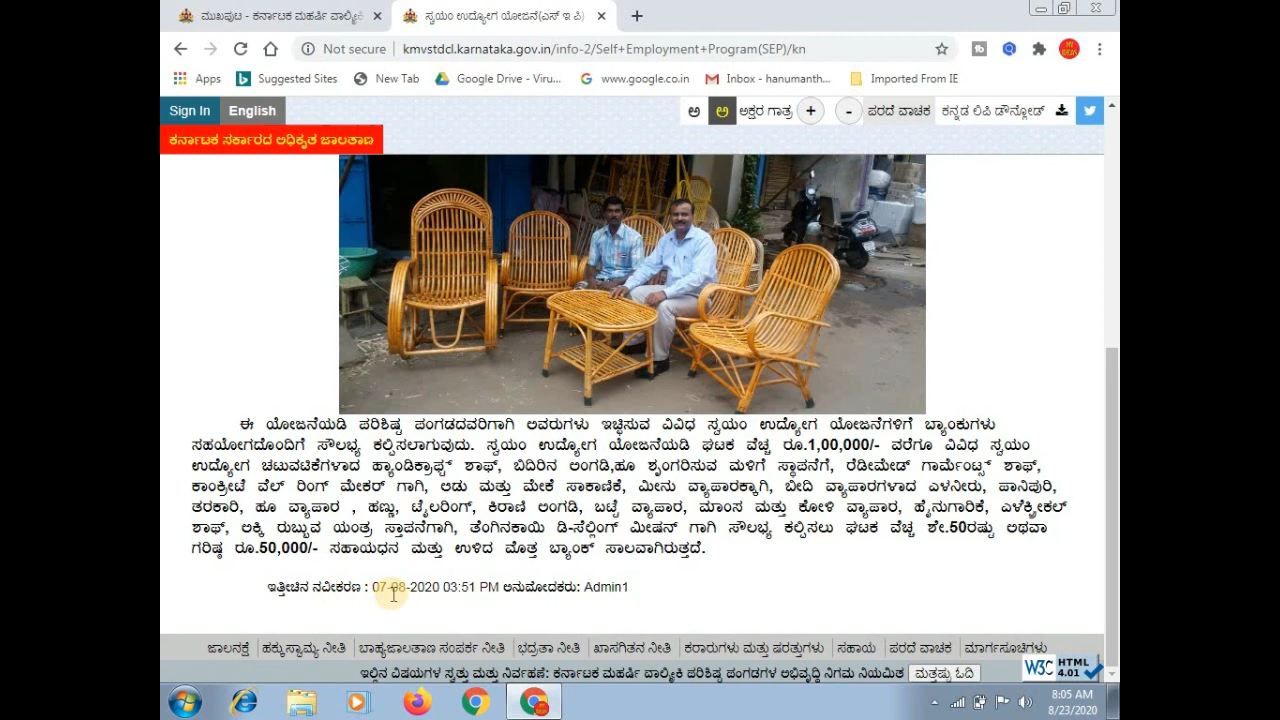 ಮುಖಪುಟ - ಕರ್ನಾಟಕ ಮಹರ್ಷಿ ವಾಲ್ಮೀಕಿ
ಸ್ವಯಂ ಉದ್ಯೋಗ ಯೋಜನೆ(ಎಸ್ ಇ ಪಿ)
Not secure
kmvstdcl.karnataka.gov.in/info-2/Self+Employment+Program(SEP)/kn
Apps Suggested Sites New Tab Google Drive - Viru... www.google.co.in Inbox - hanumanth... Imported From IE
Sign In English ಅ ಅ ಅಕ್ಷರ ಗಾತ್ರ + - ಪರದೆ ವಾಚಕ ಕನ್ನಡ ಲಿಪಿ ಡೌನ್ಲೋಡ್
ಕರ್ನಾಟಕ ಸರ್ಕಾರದ ಅಧಿಕೃತ ಜಾಲತಾಣ
ಈ ಯೋಜನೆಯಡಿ ಪರಿಶಿಷ್ಟ ಪಂಗಡದವರಿಗಾಗಿ ಅವರುಗಳು ಇಚ್ಛಿಸುವ ವಿವಿಧ ಸ್ವಯಂ ಉದ್ಯೋಗ ಯೋಜನೆಗಳಿಗೆ ಬ್ಯಾಂಕುಗಳು
ಸಹಯೋಗದೊಂದಿಗೆ ಸೌಲಭ್ಯ ಕಲ್ಪಿಸಲಾಗುವುದು. ಸ್ವಯಂ ಉದ್ಯೋಗ ಯೋಜನೆಯಡಿ ಘಟಕ ವೆಚ್ಚ ರೂ.1,00,000/- ವರೆಗೂ ವಿವಿಧ ಸ್ವಯಂ
ಉದ್ಯೋಗ ಚಟುವಟಿಕೆಗಳಾದ ಹ್ಯಾಂಡಿಕ್ರಾಫ್ಟ್ ಶಾಫ್, ಬಿದಿರಿನ ಅಂಗಡಿ,ಹೂ ಶೃಂಗರಿಸುವ ಮಳಿಗೆ ಸ್ಥಾಪನೆಗೆ, ರೆಡೀಮೇಡ್ ಗಾರ್ಮೆಂಟ್ಸ್ ಶಾಫ್,
ಕಾಂಕ್ರೀಟೆ ವೆಲ್ ರಿಂಗ್ ಮೇಕರ್ ಗಾಗಿ, ಆಡು ಮತ್ತು ಮೇಕೆ ಸಾಕಾಣಿಕೆ, ಮೀನು ವ್ಯಾಪಾರಕ್ಕಾಗಿ, ಬೀದಿ ವ್ಯಾಪಾರಗಳಾದ ಎಳನೀರು, ಪಾನಿಪುರಿ,
ತರಕಾರಿ, ಹೂ ವ್ಯಾಪಾರ , ಹಣ್ಣು, ಟೈಲರಿಂಗ್, ಕಿರಾಣಿ ಅಂಗಡಿ, ಬಟ್ಟೆ ವ್ಯಾಪಾರ, ಮಾಂಸ ಮತ್ತು ಕೋಳಿ ವ್ಯಾಪಾರ, ಹೈನುಗಾರಿಕೆ, ಎಳೆಕ್ಟ್ರೀಕಲ್
ಶಾಫ್, ಅಕ್ಕಿ ರುಬ್ಬುವ ಯಂತ್ರ ಸ್ತಾಪನೆಗಾಗಿ, ತೆಂಗಿನಕಾಯಿ ಡಿ-ಸೆಲ್ಲಿಂಗ್ ಮೀಷನ್ ಗಾಗಿ ಸೌಲಭ್ಯ ಕಲ್ಪಿಸಲು ಘಟಕ ವೆಚ್ಚ ಶೇ.50ರಷ್ಟು ಅಥವಾ
ಗರಿಷ್ಠ ರೂ.50,000/- ಸಹಾಯಧನ ಮತ್ತು ಉಳಿದ ಮೊತ್ತ ಬ್ಯಾಂಕ್ ಸಾಲವಾಗಿರುತ್ತದೆ.
ಇತ್ತೀಚಿನ ನವೀಕರಣ : 07-08-2020 03:51 PM ಅನುಮೋದಕರು: Admin1
ಜಾಲನಕ್ಷೆ ಹಕ್ಕುಸ್ವಾಮ್ಯ ನೀತಿ ಬಾಹ್ಯಜಾಲತಾಣ ಸಂಪರ್ಕ ನೀತಿ ಭದ್ರತಾ ನೀತಿ ಖಾಸಗಿತನ ನೀತಿ ಕರಾರುಗಳು ಮತ್ತು ಷರತ್ತುಗಳು ಸಹಾಯ ಪರದೆ ವಾಚಕ ಮಾರ್ಗಸೂಚಿಗಳು
ಇಲ್ಲಿನ ವಿಷಯಗಳ ಸ್ವತ್ತು ಮತ್ತು ನಿರ್ವಹಣೆ: ಕರ್ನಾಟಕ ಮಹರ್ಷಿ ವಾಲ್ಮೀಕಿ ಪರಿಶಿಷ್ಟ ಪಂಗಡಗಳ ಅಭಿವೃದ್ಧಿ ನಿಗಮ ನಿಯಮಿತ ಮತ್ತಷ್ಟು ಓದಿ
W3C HTML 4.01
8:05 AM
8/23/2020